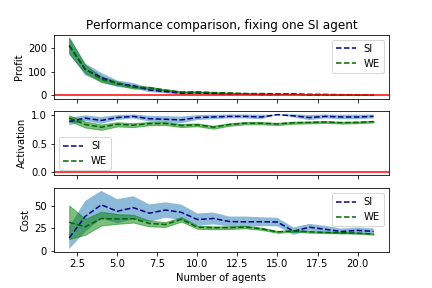 Performance comparison, fixing one SI agent
Profit
200
100
0
SI
WE
Activation
1.0
0.5
0.0
SI
WE
Cost
50
25
0
SI
WE
2.5 5.0 7.5 10.0 12.5 15.0 17.5 20.0
Number of agents